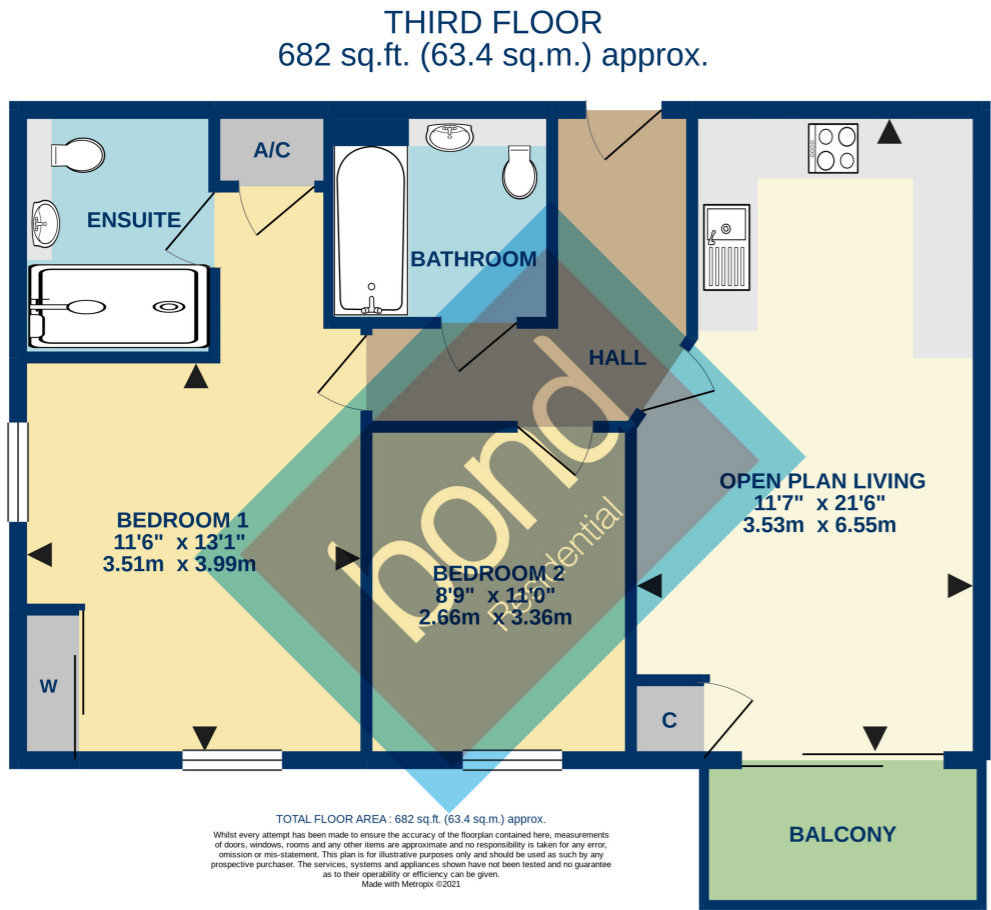 THIRD FLOOR
682 sq.ft. (63.4 sq.m.) approx.
A/C
ENSUITE
BATHROOM
HALL
OPEN PLAN LIVING
11'7" x 21'6"
3.53m x 6.55m
BEDROOM 1
11'6" x 13'1"
3.51m x 3.99m
BEDROOM 2
8'9" x 11'0"
2.66m x 3.36m
bond
Residential
W
C
BALCONY
TOTAL FLOOR AREA : 682 sq.ft. (63.4 sq.m.) approx.
Whilst every attempt has been made to ensure the accuracy of the floorplan contained here, measurements
of doors, windows, rooms and any other items are approximate and no responsibility is taken for any error,
omission or mis-statement. This plan is for illustrative purposes only and should be used as such by any
prospective purchaser. The services, systems and appliances shown have not been tested and no guarantee
as to their operability or efficiency can be given.
Made with Metropix ©2021